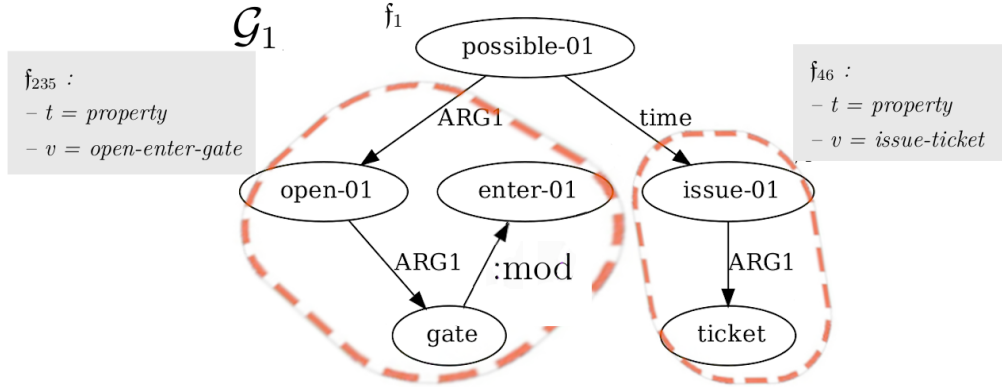 𝒢₁
𝔣₁
possible-01
𝔣₂₃₅ :
– t = property
– v = open-enter-gate
𝔣₄₆ :
– t = property
– v = issue-ticket
ARG1
time
open-01
enter-01
issue-01
ARG1
:mod
ARG1
gate
ticket